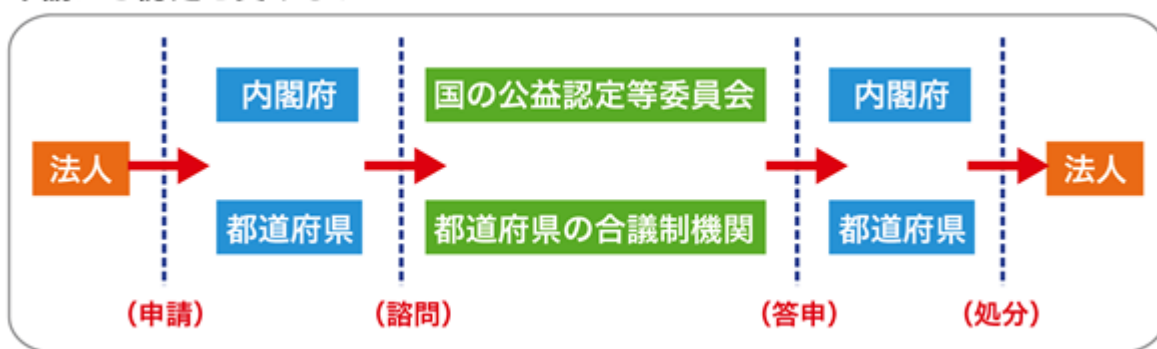 内閣府
国の公益認定等委員会
内閣府
法人
法人
都道府県
都道府県の合議制機関
都道府県
(申請)
(諮問)
(答申)
(処分)